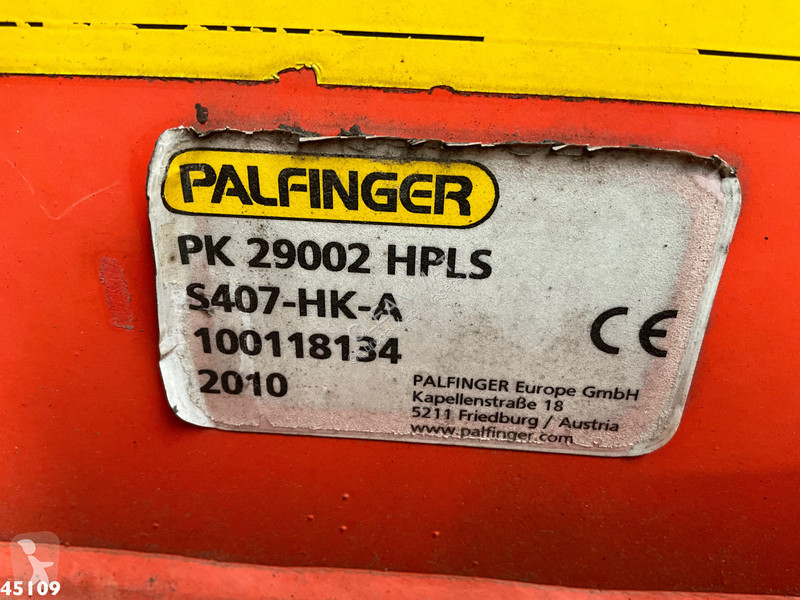 PALFINGER
PK 29002 HPLS
S407-HK-A
100118134
2010
CE
PALFINGER Europe GmbH
Kapellenstraße 18
5211 Friedburg / Austria
www.palfinger.com
45109